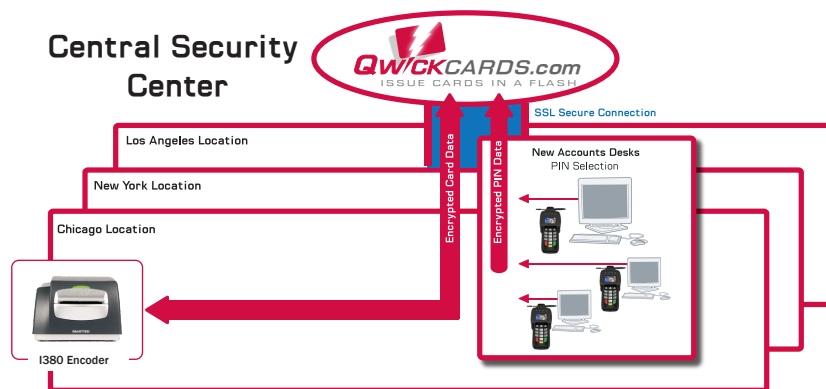 Central Security
Center
QWICKCARDS.com
ISSUE CARDS IN A FLASH
SSL Secure Connection
Los Angeles Location
New York Location
Chicago Location
Encrypted Card Data
Encrypted PIN Data
New Accounts Desks
PIN Selection
MAGTEK
I380 Encoder